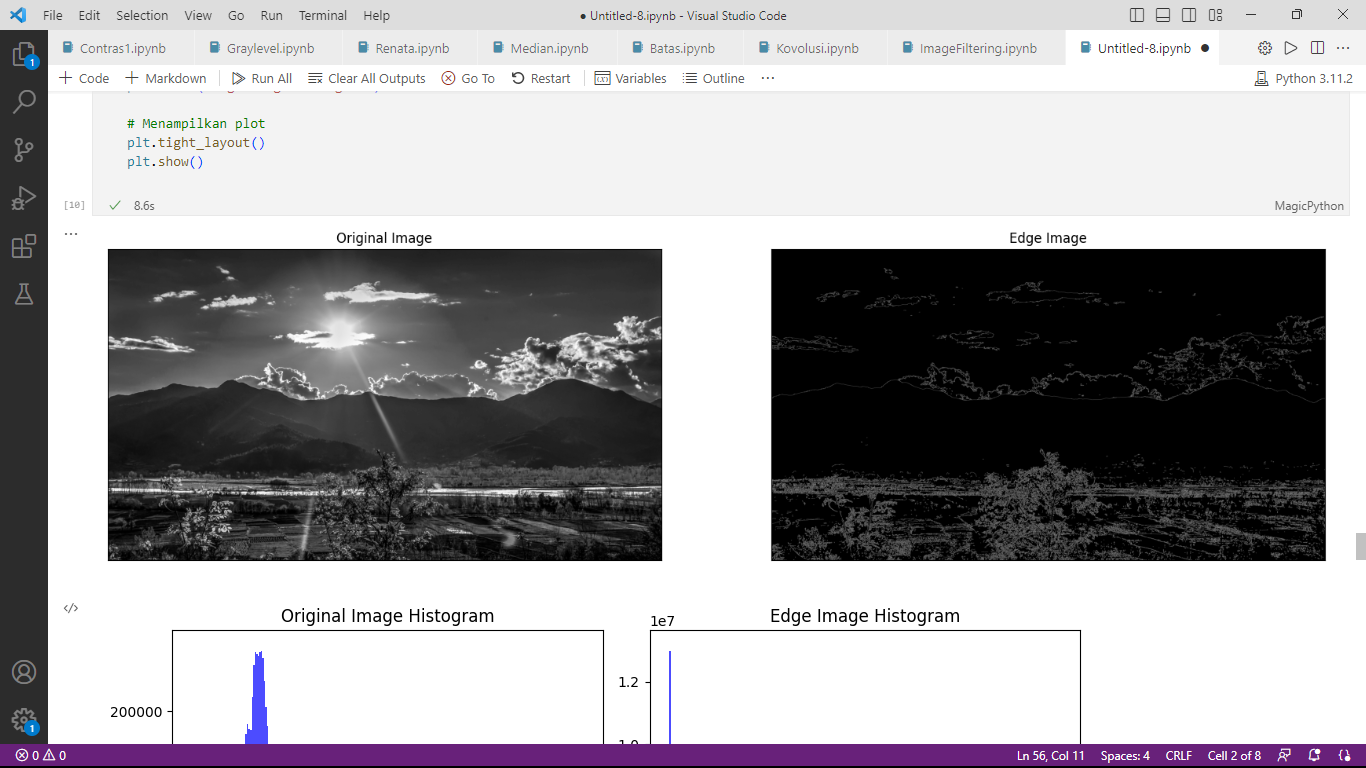 File Edit Selection View Go Run Terminal Help
● Untitled-8.ipynb - Visual Studio Code
Contras1.ipynb Graylevel.ipynb Renata.ipynb Median.ipynb Batas.ipynb Kovolusi.ipynb ImageFiltering.ipynb Untitled-8.ipynb ●
+ Code + Markdown Run All Clear All Outputs Go To Restart Variables Outline ... Python 3.11.2
# Menampilkan plot
plt.tight_layout()
plt.show()
[10] 8.6s MagicPython
...
Original Image Edge Image
Original Image Histogram Edge Image Histogram
1e7
1.2
200000
1
1
0 0 Ln 56, Col 11 Spaces: 4 CRLF Cell 2 of 8